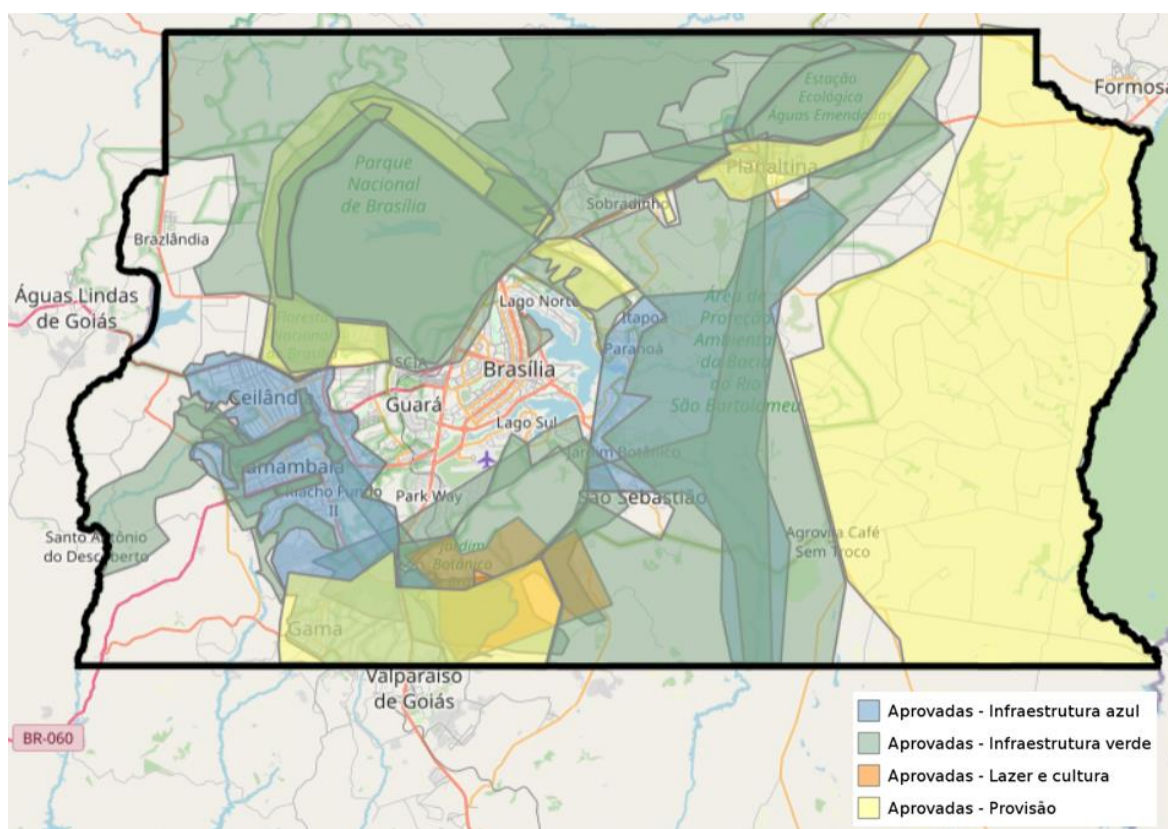 Formosa
Estação
Ecológica
Águas Emendadas
Planaltina
Parque
Nacional
de Brasília
Sobradinho
Brazlândia
Águas Lindas
de Goiás
Lago Norte
Itapoã
Paranoá
Área de
Proteção
Ambiental
da Bacia
do Rio
São Bartolomeu
Floresta
Nacional
SCIA
Brasília
Ceilândia
Guará
Lago Sul
Jardim Botânico
Samambaia
Riacho Fundo
II
Park Way
São Sebastião
Santo Antônio
do Descoberto
Agrovila Café
Sem Troco
Jardim
Botânico
Gama
Valparaíso
de Goiás
BR-060
Aprovadas - Infraestrutura azul
Aprovadas - Infraestrutura verde
Aprovadas - Lazer e cultura
Aprovadas - Provisão